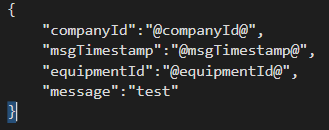 {
"companyId":"@companyId@",
"msgTimestamp":"@msgTimestamp@",
"equipmentId":"@equipmentId@",
"message":"test"
}